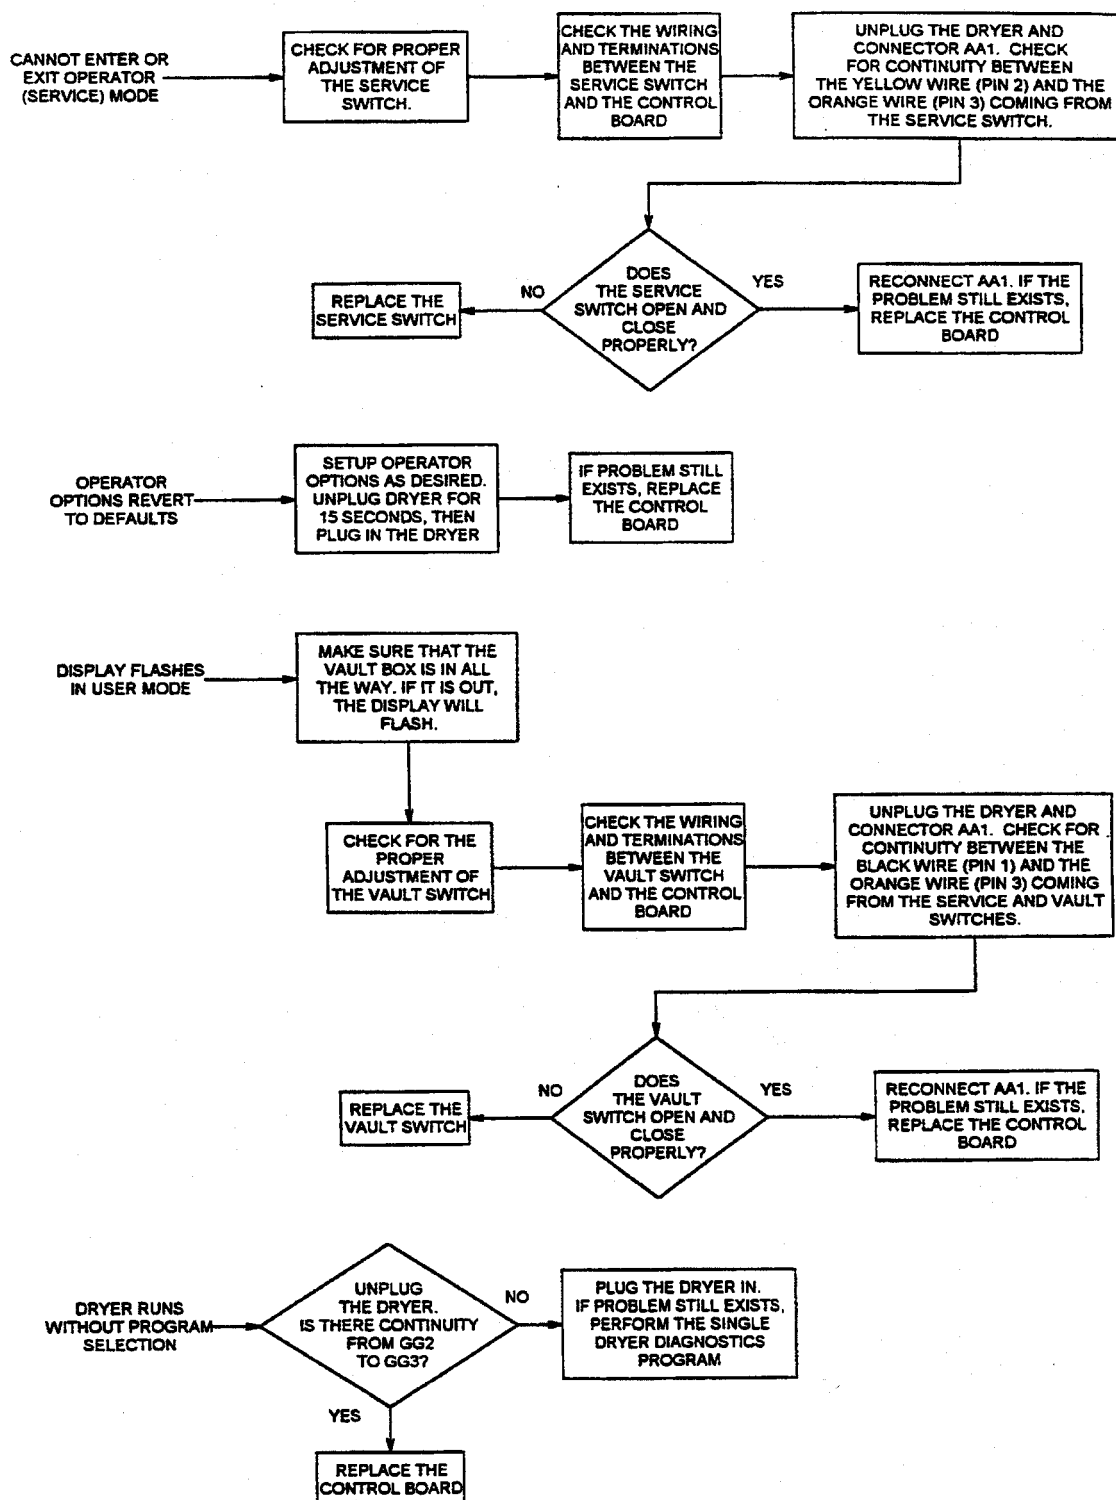 CANNOT ENTER OR
EXIT OPERATOR
(SERVICE) MODE
CHECK FOR PROPER
ADJUSTMENT OF
THE SERVICE
SWITCH.
CHECK THE WIRING
AND TERMINATIONS
BETWEEN THE
SERVICE SWITCH
AND THE CONTROL
BOARD
UNPLUG THE DRYER AND
CONNECTOR AA1. CHECK
FOR CONTINUITY BETWEEN
THE YELLOW WIRE (PIN 2) AND THE
ORANGE WIRE (PIN 3) COMING FROM
THE SERVICE SWITCH.
DOES
THE SERVICE
SWITCH OPEN AND
CLOSE
PROPERLY?
NO
REPLACE THE
SERVICE SWITCH
YES
RECONNECT AA1. IF THE
PROBLEM STILL EXISTS,
REPLACE THE CONTROL
BOARD
OPERATOR
OPTIONS REVERT
TO DEFAULTS
SETUP OPERATOR
OPTIONS AS DESIRED.
UNPLUG DRYER FOR
15 SECONDS, THEN
PLUG IN THE DRYER
IF PROBLEM STILL
EXISTS, REPLACE
THE CONTROL
BOARD
DISPLAY FLASHES
IN USER MODE
MAKE SURE THAT THE
VAULT BOX IS IN ALL
THE WAY. IF IT IS OUT,
THE DISPLAY WILL
FLASH.
CHECK FOR THE
PROPER
ADJUSTMENT OF
THE VAULT SWITCH
CHECK THE WIRING
AND TERMINATIONS
BETWEEN THE
VAULT SWITCH
AND THE CONTROL
BOARD
UNPLUG THE DRYER AND
CONNECTOR AA1. CHECK FOR
CONTINUITY BETWEEN THE
BLACK WIRE (PIN 1) AND THE
ORANGE WIRE (PIN 3) COMING
FROM THE SERVICE AND VAULT
SWITCHES.
DOES
THE VAULT
SWITCH OPEN AND
CLOSE
PROPERLY?
NO
REPLACE THE
VAULT SWITCH
YES
RECONNECT AA1. IF THE
PROBLEM STILL EXISTS,
REPLACE THE CONTROL
BOARD
DRYER RUNS
WITHOUT PROGRAM
SELECTION
UNPLUG
THE DRYER.
IS THERE CONTINUITY
FROM GG2
TO GG3?
NO
PLUG THE DRYER IN.
IF PROBLEM STILL EXISTS,
PERFORM THE SINGLE
DRYER DIAGNOSTICS
PROGRAM
YES
REPLACE THE
CONTROL BOARD